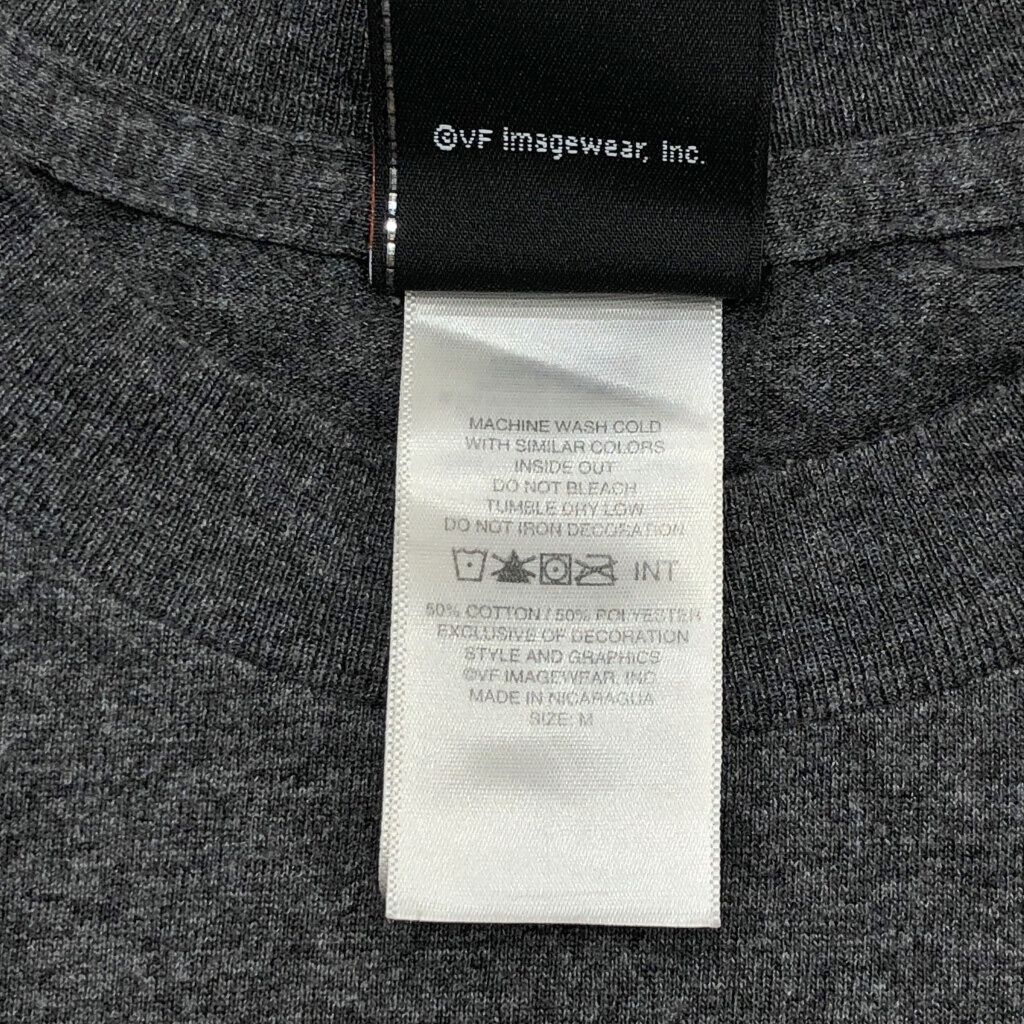 ©VF Imagewear, Inc.
MACHINE WASH COLD
WITH SIMILAR COLORS
INSIDE OUT
DO NOT BLEACH
TUMBLE DRY LOW
DO NOT IRON DECORATION
INT
50% COTTON / 50% POLYESTER
EXCLUSIVE OF DECORATION
STYLE AND GRAPHICS
©VF IMAGEWEAR, INC.
MADE IN NICARAGUA
SIZE: M